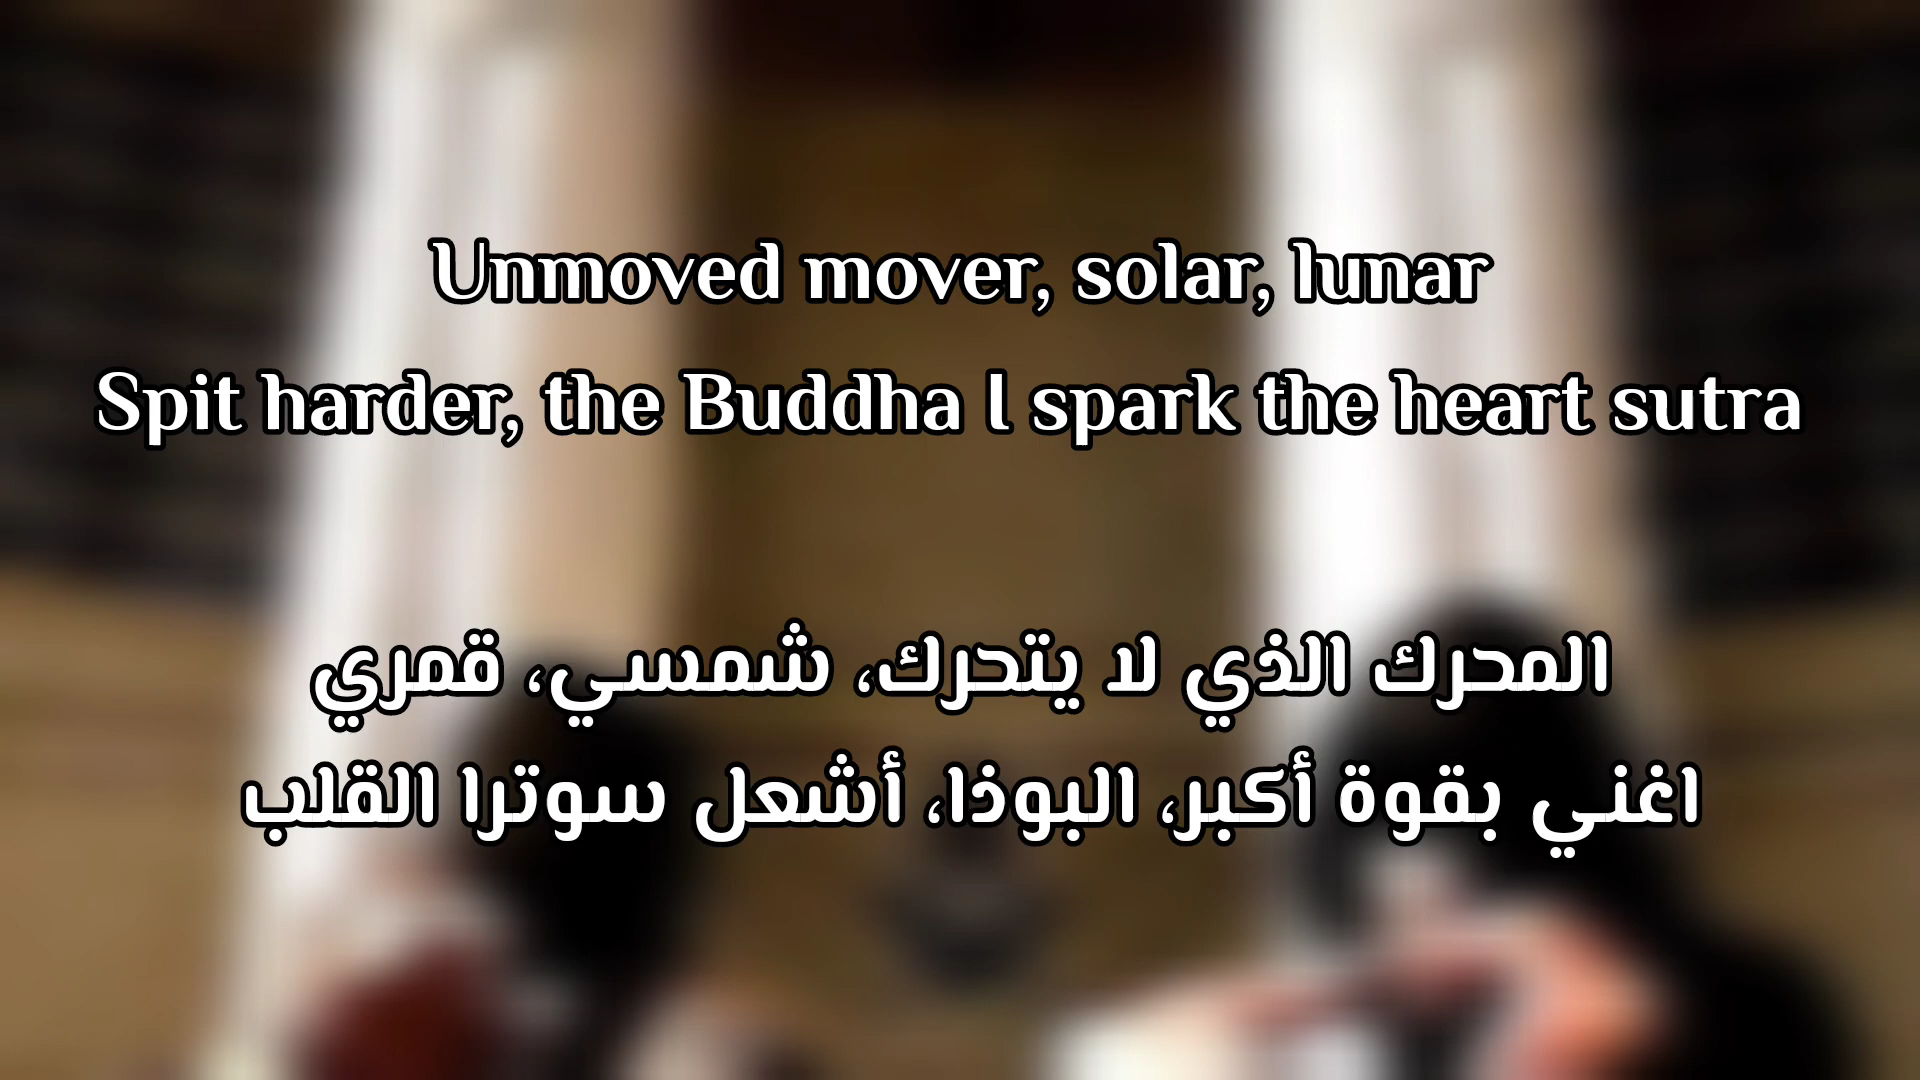 Unmoved mover, solar, lunar
Spit harder, the Buddha I spark the heart sutra
المحرك الذي لا يتحرك، شمسي، قمري
اغني بقوة أكبر، البوذا، أشعل سوترا القلب